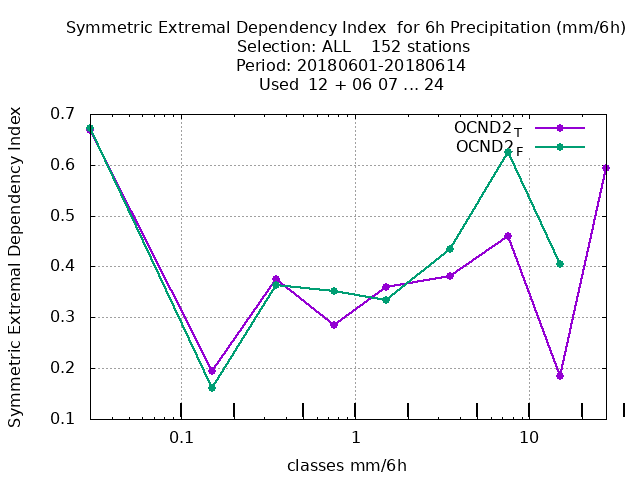 Symmetric Extremal Dependency Index  for 6h Precipitation (mm/6h)
Selection: ALL    152 stations
Period: 20180601-20180614
Used  12 + 06 07 ... 24
OCND2 T
OCND2 F
Symmetric Extremal Dependency Index
0.7
0.6
0.5
0.4
0.3
0.2
0.1
0.1 1 10
classes mm/6h